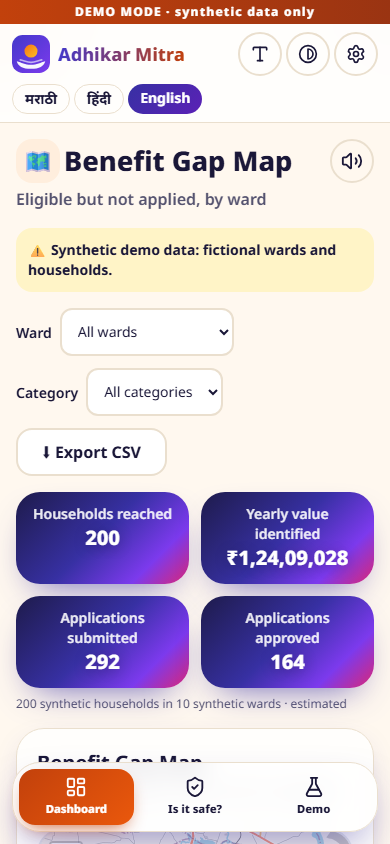 DEMO MODE · synthetic data only
Adhikar Mitra
मराठी
हिंदी
English
Benefit Gap Map
Eligible but not applied, by ward
⚠️ Synthetic demo data: fictional wards and
households.
Ward
All wards
Category
All categories
⬇ Export CSV
Households reached
200
Yearly value
identified
₹1,24,09,028
Applications
submitted
292
Applications
approved
164
200 synthetic households in 10 synthetic wards · estimated
Benefit Gap Map
Dashboard
Is it safe?
Demo